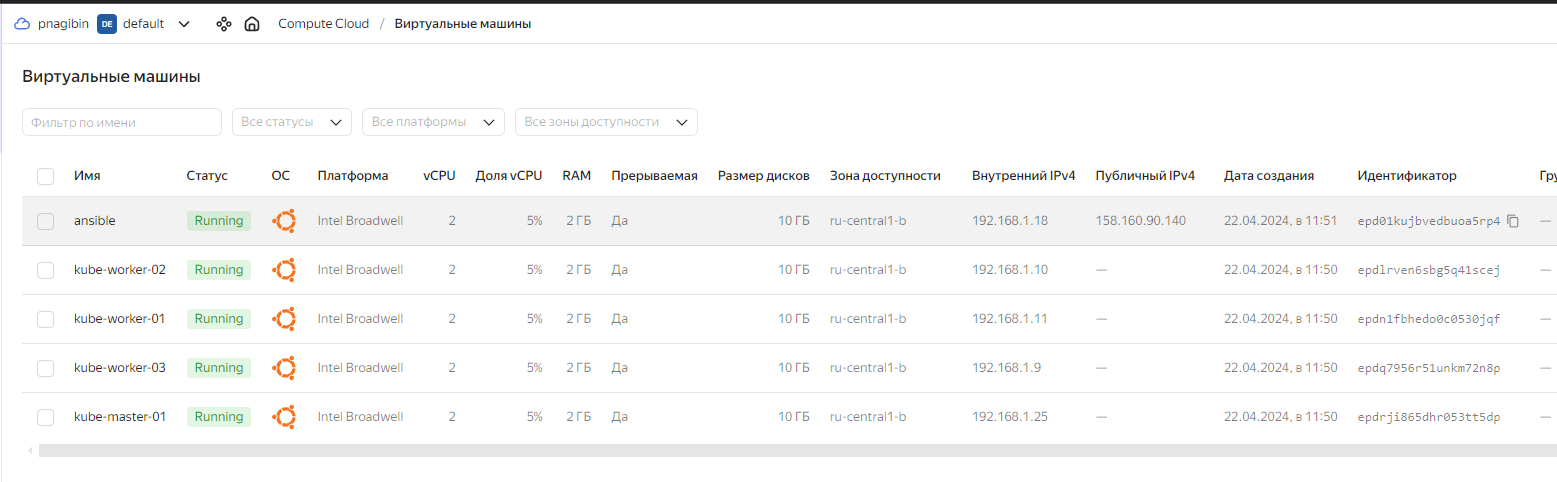 pnagibin DE default Compute Cloud / Виртуальные машины
Виртуальные машины
Фильтр по имени Все статусы Все платформы Все зоны доступности
Имя Статус ОС Платформа vCPU Доля vCPU RAM Прерываемая Размер дисков Зона доступности Внутренний IPv4 Публичный IPv4 Дата создания Идентификатор
ansible Running Intel Broadwell 2 5% 2 ГБ Да 10 ГБ ru-central1-b 192.168.1.18 158.160.90.140 22.04.2024, в 11:51 epd01kujbvedbuoa5rp4 —
kube-worker-02 Running Intel Broadwell 2 5% 2 ГБ Да 10 ГБ ru-central1-b 192.168.1.10 — 22.04.2024, в 11:50 epdlrven6sbg5q41scej —
kube-worker-01 Running Intel Broadwell 2 5% 2 ГБ Да 10 ГБ ru-central1-b 192.168.1.11 — 22.04.2024, в 11:50 epdn1fbhedo0c0530jqf —
kube-worker-03 Running Intel Broadwell 2 5% 2 ГБ Да 10 ГБ ru-central1-b 192.168.1.9 — 22.04.2024, в 11:50 epdq7956r51unkm72n8p —
kube-master-01 Running Intel Broadwell 2 5% 2 ГБ Да 10 ГБ ru-central1-b 192.168.1.25 — 22.04.2024, в 11:50 epdrji865dhr053tt5dp —